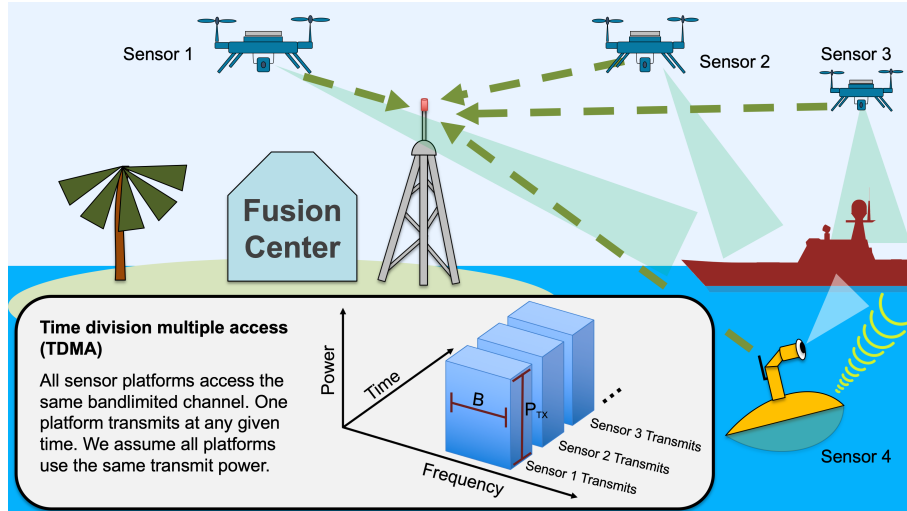 Sensor 1
Sensor 2
Sensor 3
Fusion
Center
Time division multiple access
(TDMA)
All sensor platforms access the
same bandlimited channel. One
platform transmits at any given
time. We assume all platforms
use the same transmit power.
Power
Time
B
PTX
Frequency
Sensor 3 Transmits
Sensor 2 Transmits
Sensor 1 Transmits
Sensor 4